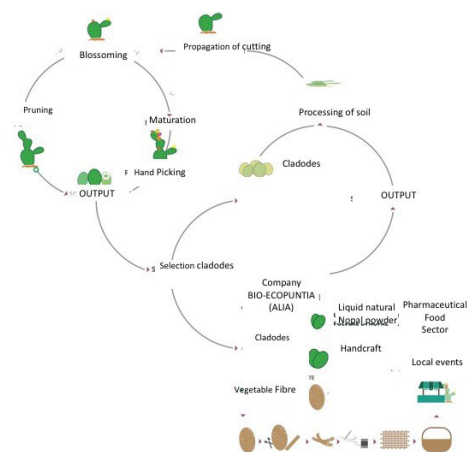 Propagation of cutting
Blossoming
Pruning
Maturation
Processing of soil
Cladodes
Hand Picking
OUTPUT
OUTPUT
Selection cladodes
Company
BIO-ECOPUNTIA
(ALIA)
Liquid natural
Nopal powder
Pharmaceutical
Food
Sector
Cladodes
Handcraft
Local events
Vegetable Fibre